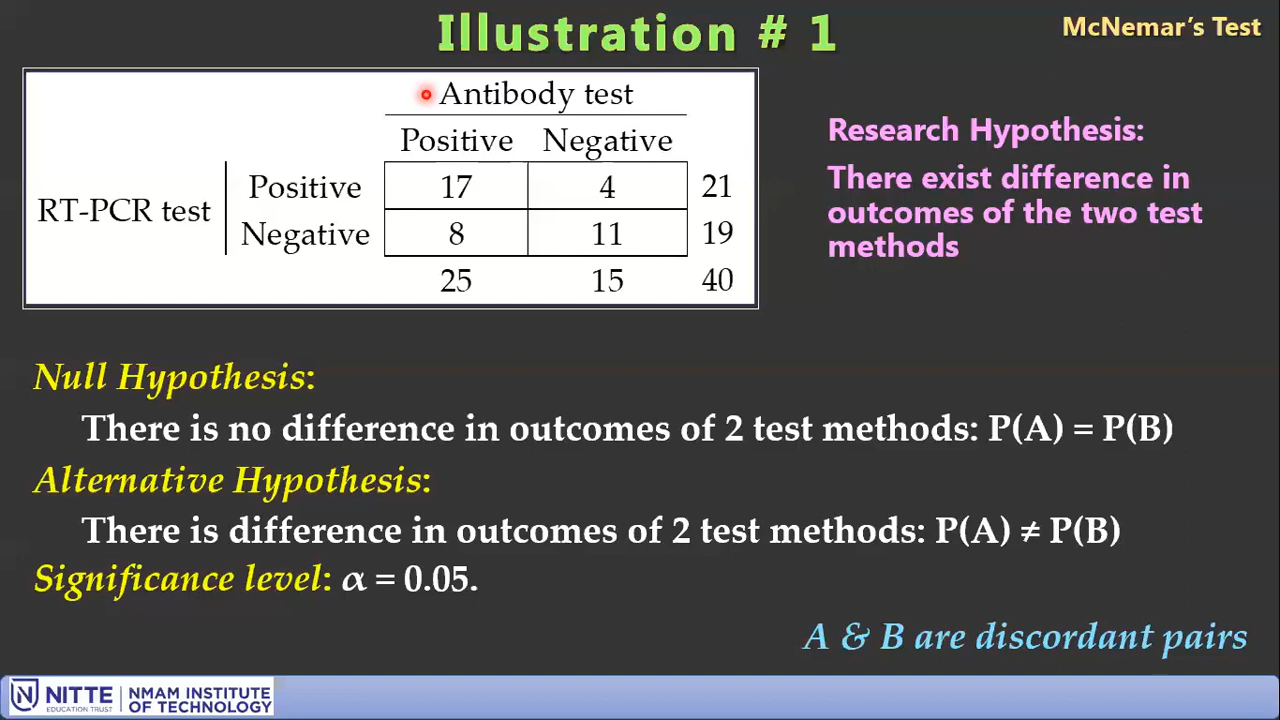 Illustration # 1
McNemar's Test
Antibody test
Positive Negative
RT-PCR test
Positive 17 4 21
Negative 8 11 19
25 15 40
Research Hypothesis:
There exist difference in
outcomes of the two test
methods
Null Hypothesis:
There is no difference in outcomes of 2 test methods: P(A) = P(B)
Alternative Hypothesis:
There is difference in outcomes of 2 test methods: P(A) ≠ P(B)
Significance level: α = 0.05.
A & B are discordant pairs
NITTE
EDUCATION TRUST
NMAM INSTITUTE
OF TECHNOLOGY